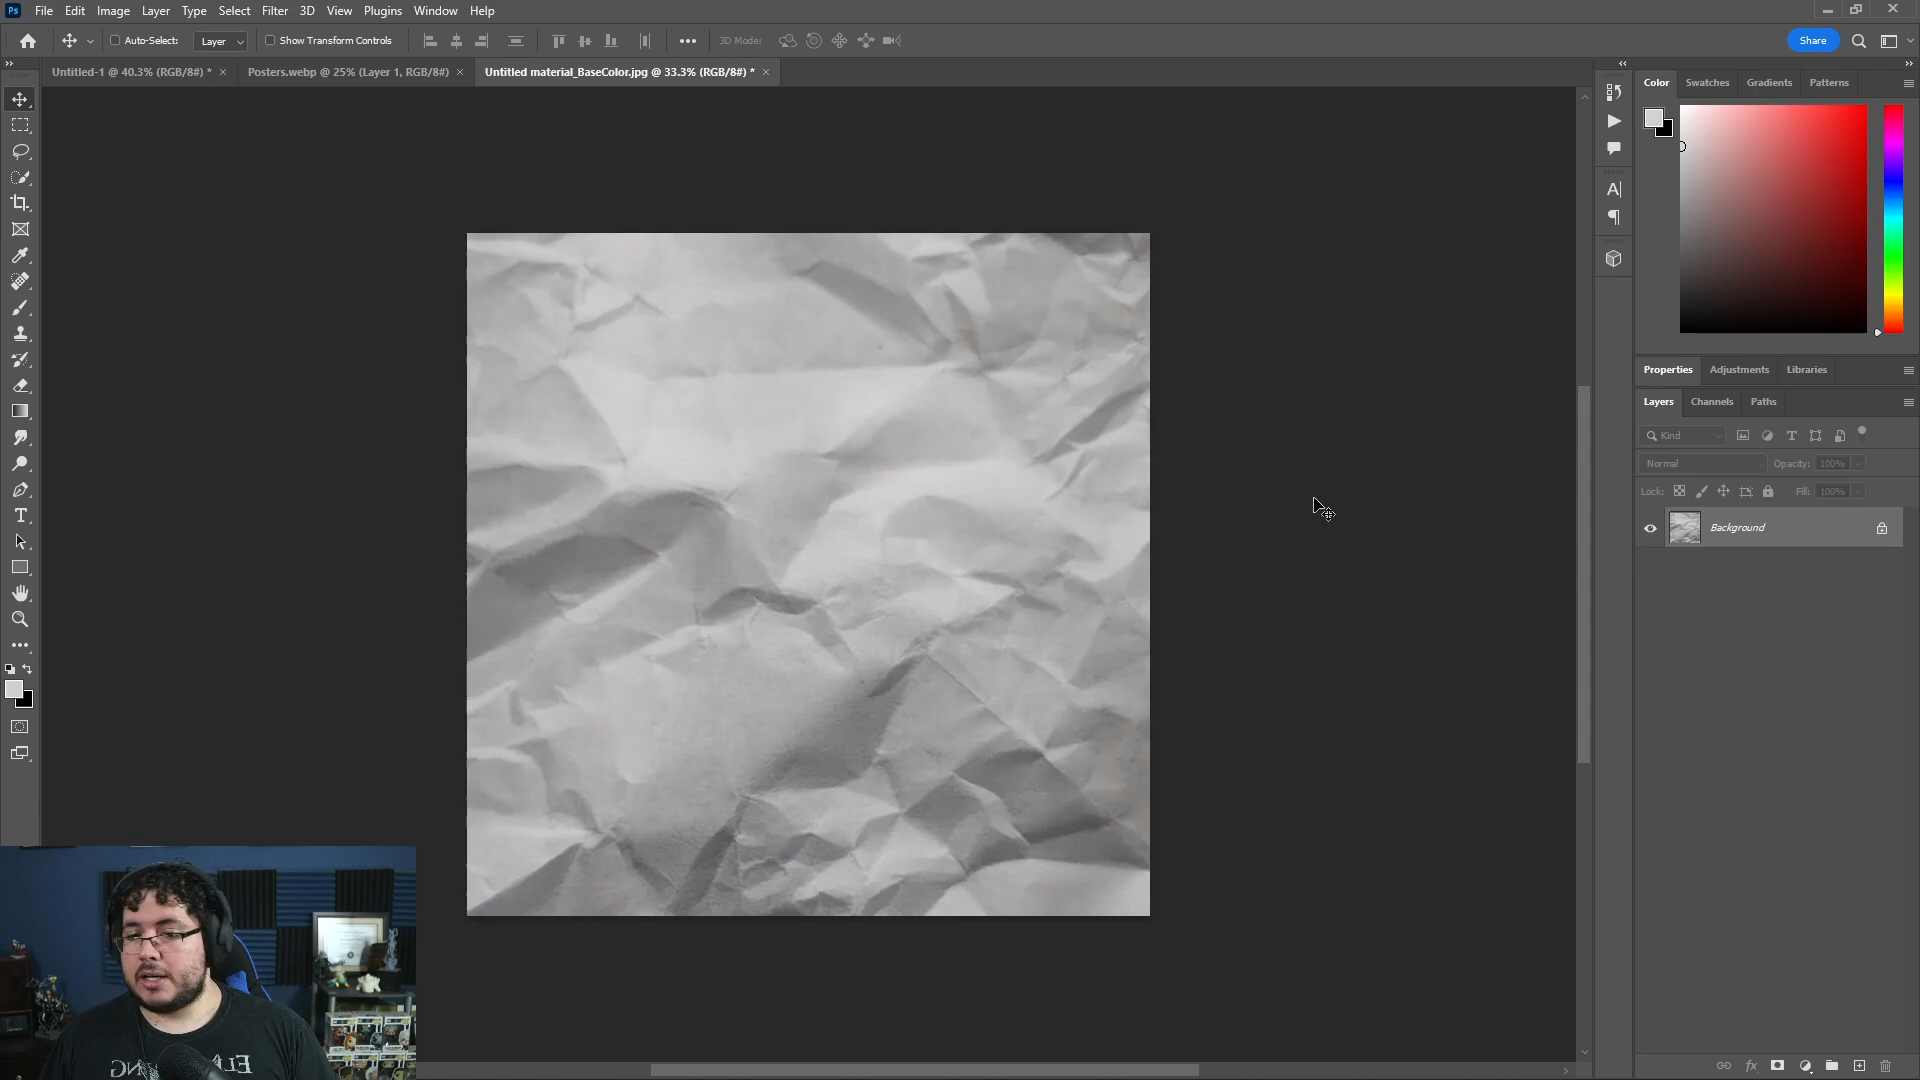 Ps File Edit Image Layer Type Select Filter 3D View Plugins Window Help
Auto-Select: Layer Show Transform Controls 3D Mode: Share
Untitled-1 @ 40.3% (RGB/8#) * Posters.webp @ 25% (Layer 1, RGB/8#) Untitled material_BaseColor.jpg @ 33.3% (RGB/8#) *
Color Swatches Gradients Patterns
Properties Adjustments Libraries
Layers Channels Paths
Kind
Normal Opacity: 100%
Lock: Fill: 100%
Background